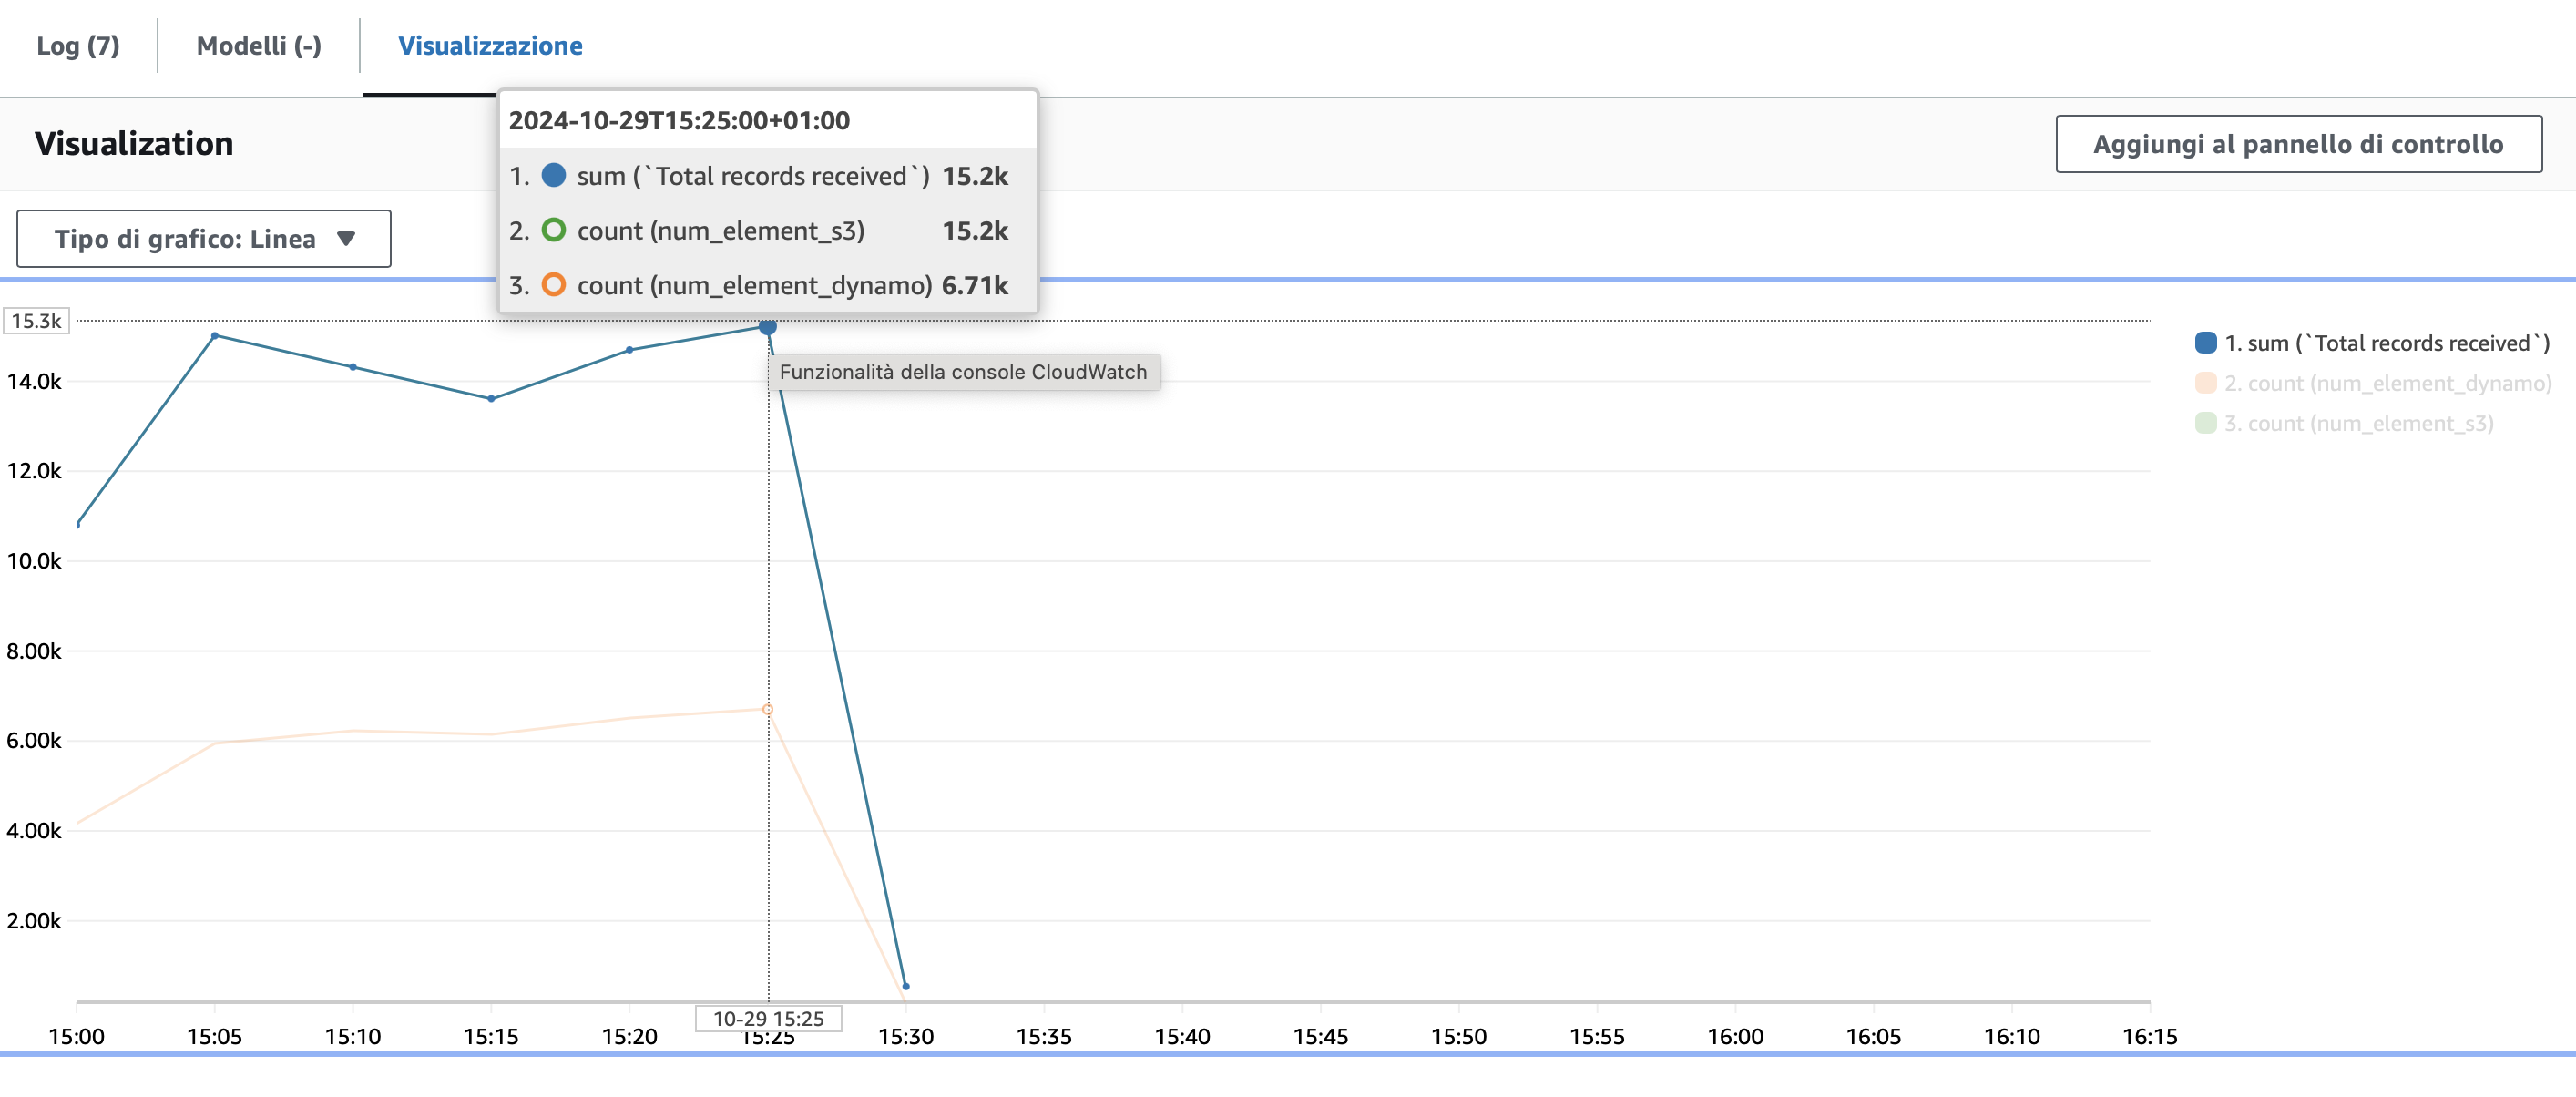 Log (7)
Modelli (-)
Visualizzazione
Visualization
Aggiungi al pannello di controllo
Tipo di grafico: Linea
2024-10-29T15:25:00+01:00
1. sum (`Total records received`) 15.2k
2. count (num_element_s3) 15.2k
3. count (num_element_dynamo) 6.71k
Funzionalità della console CloudWatch
15.3k
14.0k
12.0k
10.0k
8.00k
6.00k
4.00k
2.00k
1. sum (`Total records received`)
2. count (num_element_dynamo)
3. count (num_element_s3)
10-29 15:25
15:00 15:05 15:10 15:15 15:20 15:25 15:30 15:35 15:40 15:45 15:50 15:55 16:00 16:05 16:10 16:15